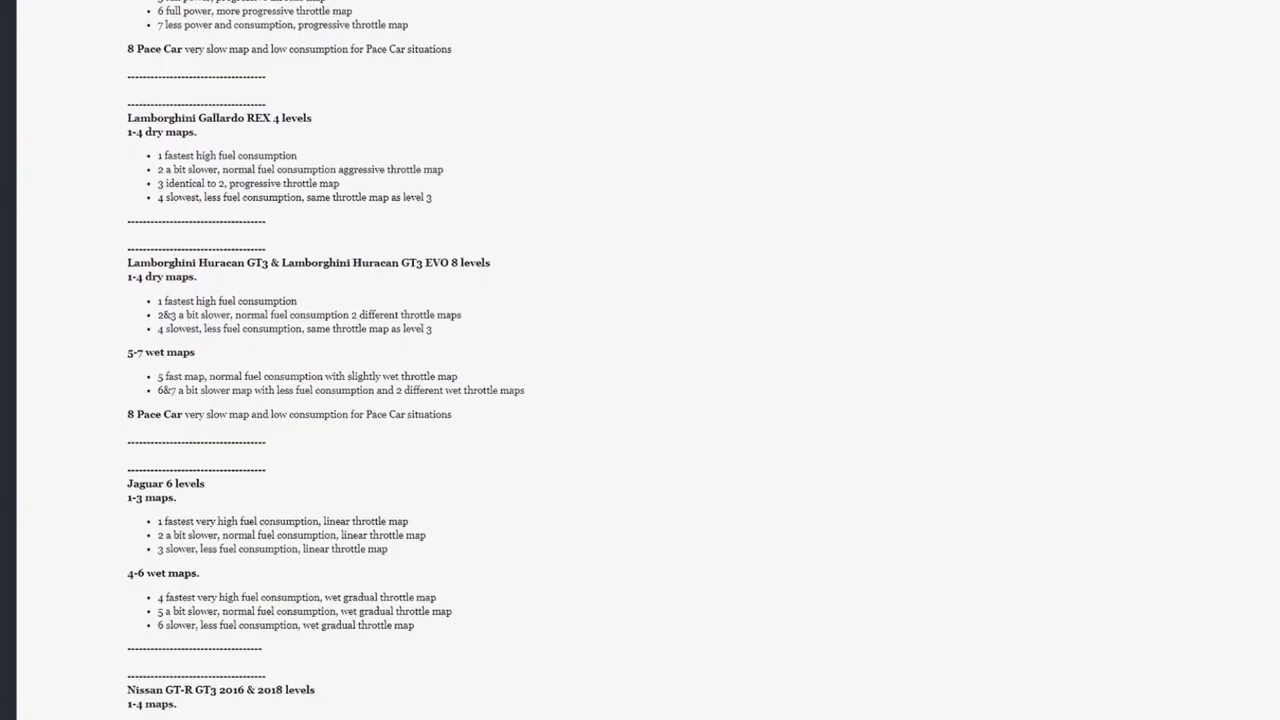 • 6 full power, more progressive throttle map
• 7 less power and consumption, progressive throttle map
8 Pace Car very slow map and low consumption for Pace Car situations
------------------------------------
------------------------------------
Lamborghini Gallardo REX 4 levels
1-4 dry maps.
• 1 fastest high fuel consumption
• 2 a bit slower, normal fuel consumption aggressive throttle map
• 3 identical to 2, progressive throttle map
• 4 slowest, less fuel consumption, same throttle map as level 3
------------------------------------
------------------------------------
Lamborghini Huracan GT3 & Lamborghini Huracan GT3 EVO 8 levels
1-4 dry maps.
• 1 fastest high fuel consumption
• 2&3 a bit slower, normal fuel consumption 2 different throttle maps
• 4 slowest, less fuel consumption, same throttle map as level 3
5-7 wet maps
• 5 fast map, normal fuel consumption with slightly wet throttle map
• 6&7 a bit slower map with less fuel consumption and 2 different wet throttle maps
8 Pace Car very slow map and low consumption for Pace Car situations
------------------------------------
------------------------------------
Jaguar 6 levels
1-3 maps.
• 1 fastest very high fuel consumption, linear throttle map
• 2 a bit slower, normal fuel consumption, linear throttle map
• 3 slower, less fuel consumption, linear throttle map
4-6 wet maps.
• 4 fastest very high fuel consumption, wet gradual throttle map
• 5 a bit slower, normal fuel consumption, wet gradual throttle map
• 6 slower, less fuel consumption, wet gradual throttle map
-----------------------------------
------------------------------------
Nissan GT-R GT3 2016 & 2018 levels
1-4 maps.